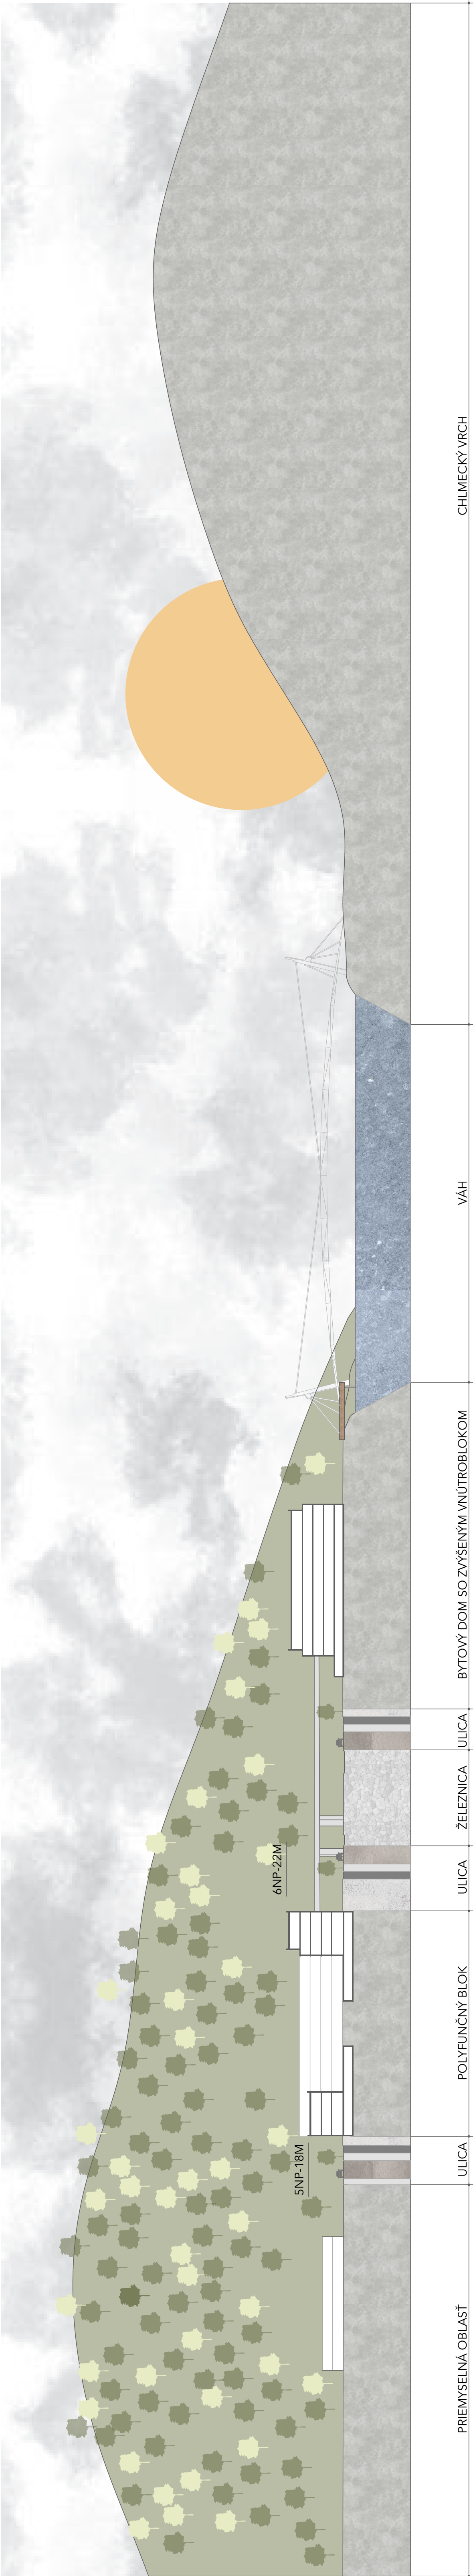 6NP-22M
5NP-18M
PRIEMYSELNÁ OBLASŤ
ULICA
POLYFUNČNÝ BLOK
ULICA
ŽELEZNICA
ULICA
BYTOVÝ DOM SO ZVÝŠENÝM VNÚTROBLOKOM
VÁH
CHLMECKÝ VRCH